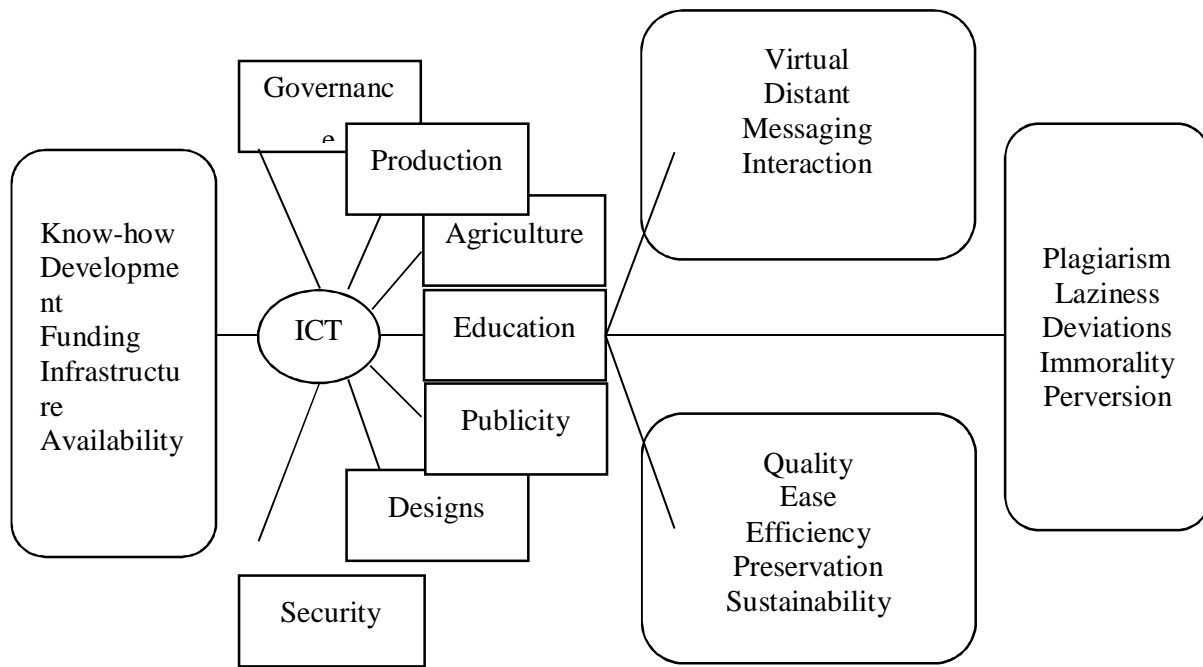 Governanc
e
Production
Agriculture
Education
Publicity
Designs
Security
ICT
Know-how
Developme
nt
Funding
Infrastructu
re
Availability
Virtual
Distant
Messaging
Interaction
Quality
Ease
Efficiency
Preservation
Sustainability
Plagiarism
Laziness
Deviations
Immorality
Perversion